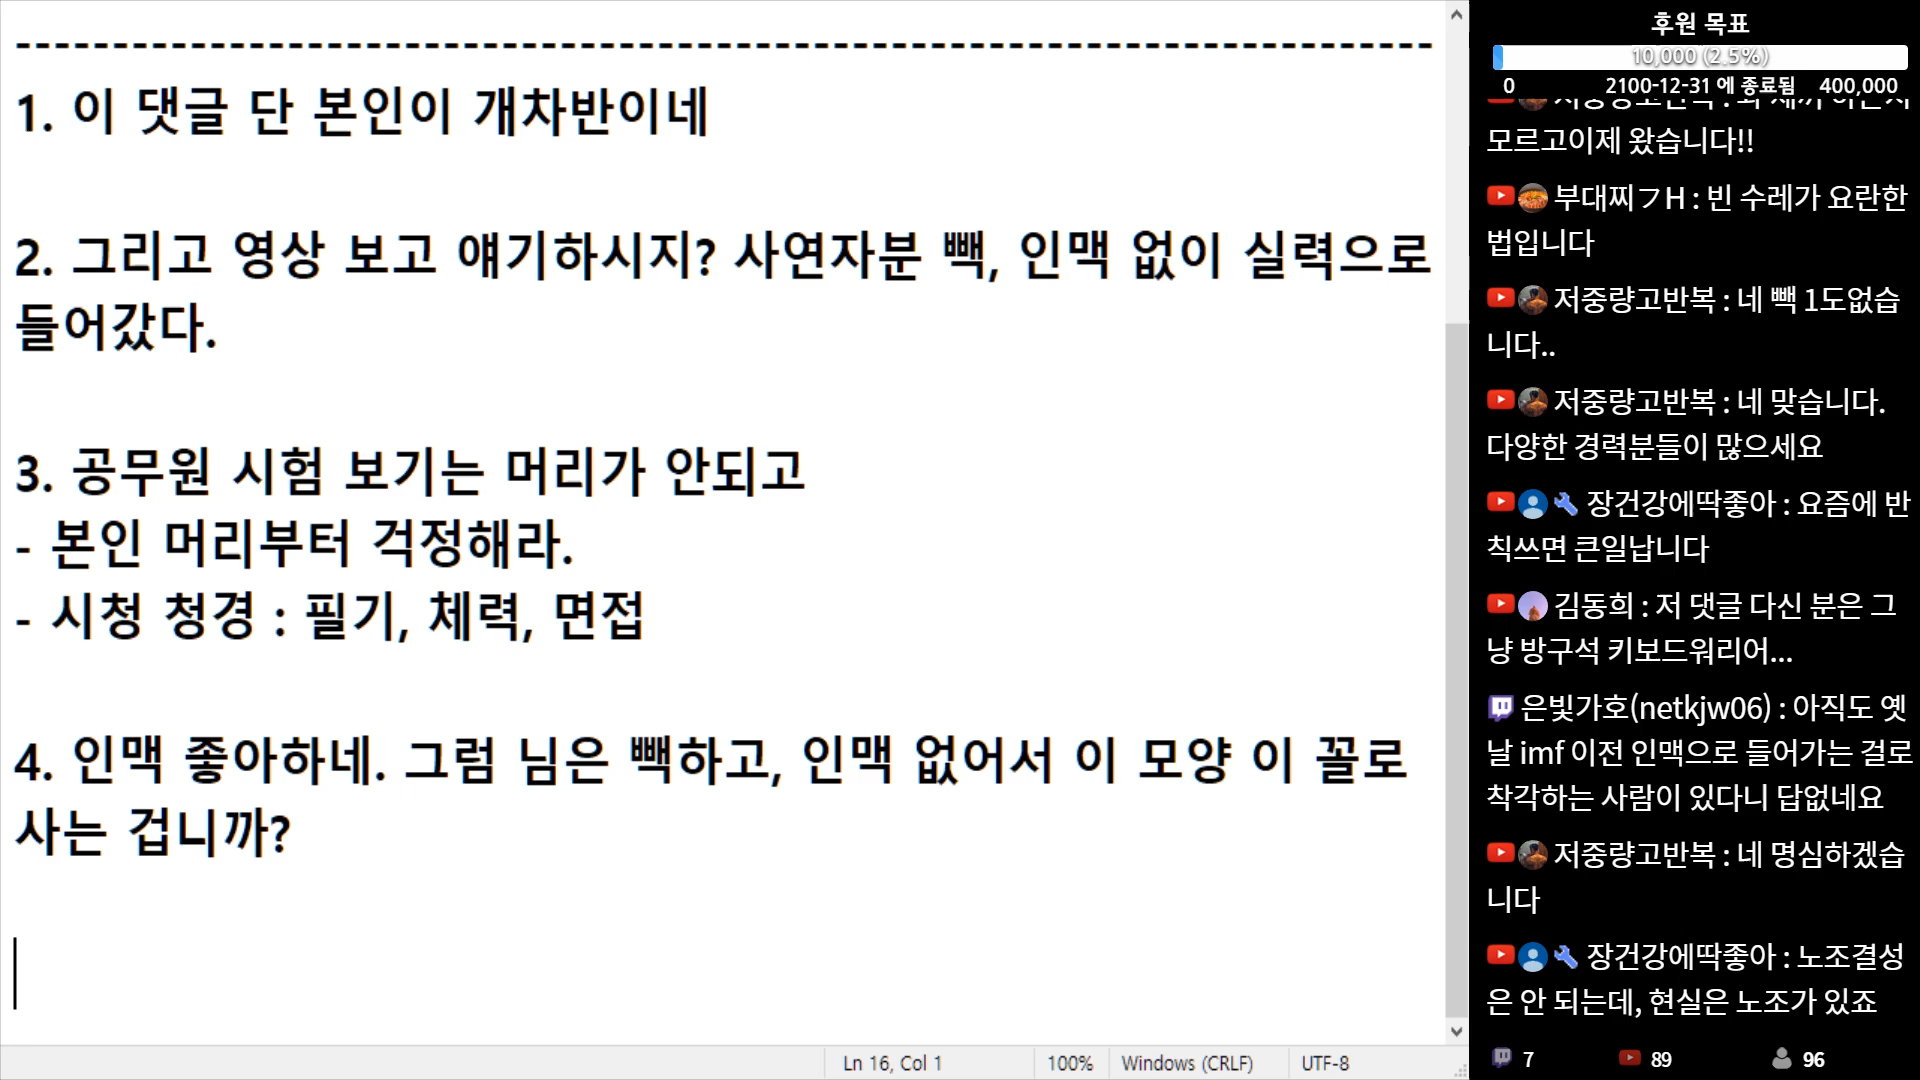 --------------------------------------------------------------------------
1. 이 댓글 단 본인이 개차반이네
2. 그리고 영상 보고 얘기하시지? 사연자분 빽, 인맥 없이 실력으로
들어갔다.
3. 공무원 시험 보기는 머리가 안되고
- 본인 머리부터 걱정해라.
- 시청 청경 : 필기, 체력, 면접
4. 인맥 좋아하네. 그럼 님은 빽하고, 인맥 없어서 이 모양 이 꼴로
사는 겁니까?
Ln 16, Col 1
100%
Windows (CRLF)
UTF-8
후원 목표
10,000 (2.5%)
0 2100-12-31 에 종료됨 400,000
저중량고반복 :
모르고이제 왔습니다!!
부대찌フH : 빈 수레가 요란한
법입니다
저중량고반복 : 네 빽 1도없습
니다..
저중량고반복 : 네 맞습니다.
다양한 경력분들이 많으세요
장건강에딱좋아 : 요즘에 반
칙쓰면 큰일납니다
김동희 : 저 댓글 다신 분은 그
냥 방구석 키보드워리어...
은빛가호(netkjw06) : 아직도 옛
날 imf 이전 인맥으로 들어가는 걸로
착각하는 사람이 있다니 답없네요
저중량고반복 : 네 명심하겠습
니다
장건강에딱좋아 : 노조결성
은 안 되는데, 현실은 노조가 있죠
7 89 96